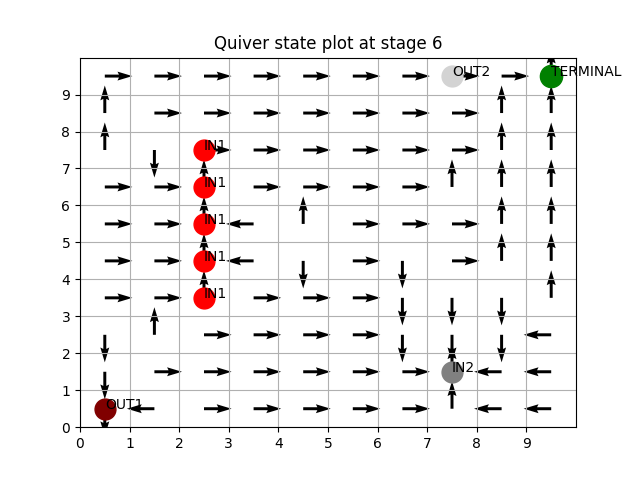 Quiver state plot at stage 6
OUT2
TERMINAL
IN1
IN1
IN1
IN1
IN1
IN2
OUT1
9
8
7
6
5
4
3
2
1
0
0 1 2 3 4 5 6 7 8 9